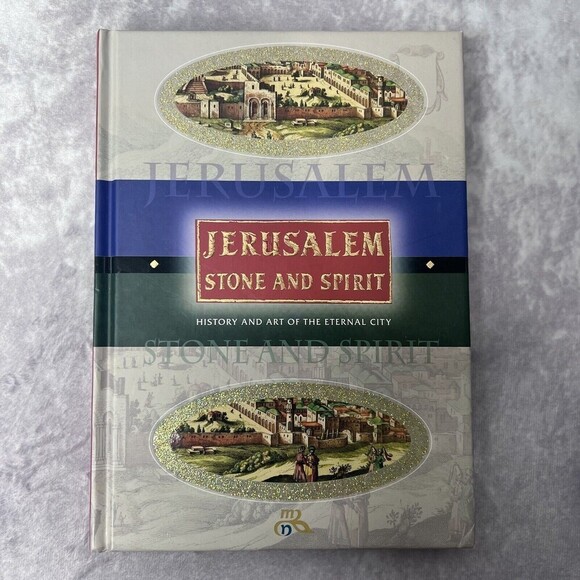 JERUSALEM
JERUSALEM
STONE AND SPIRIT
HISTORY AND ART OF THE ETERNAL CITY
STONE AND SPIRIT
m
n